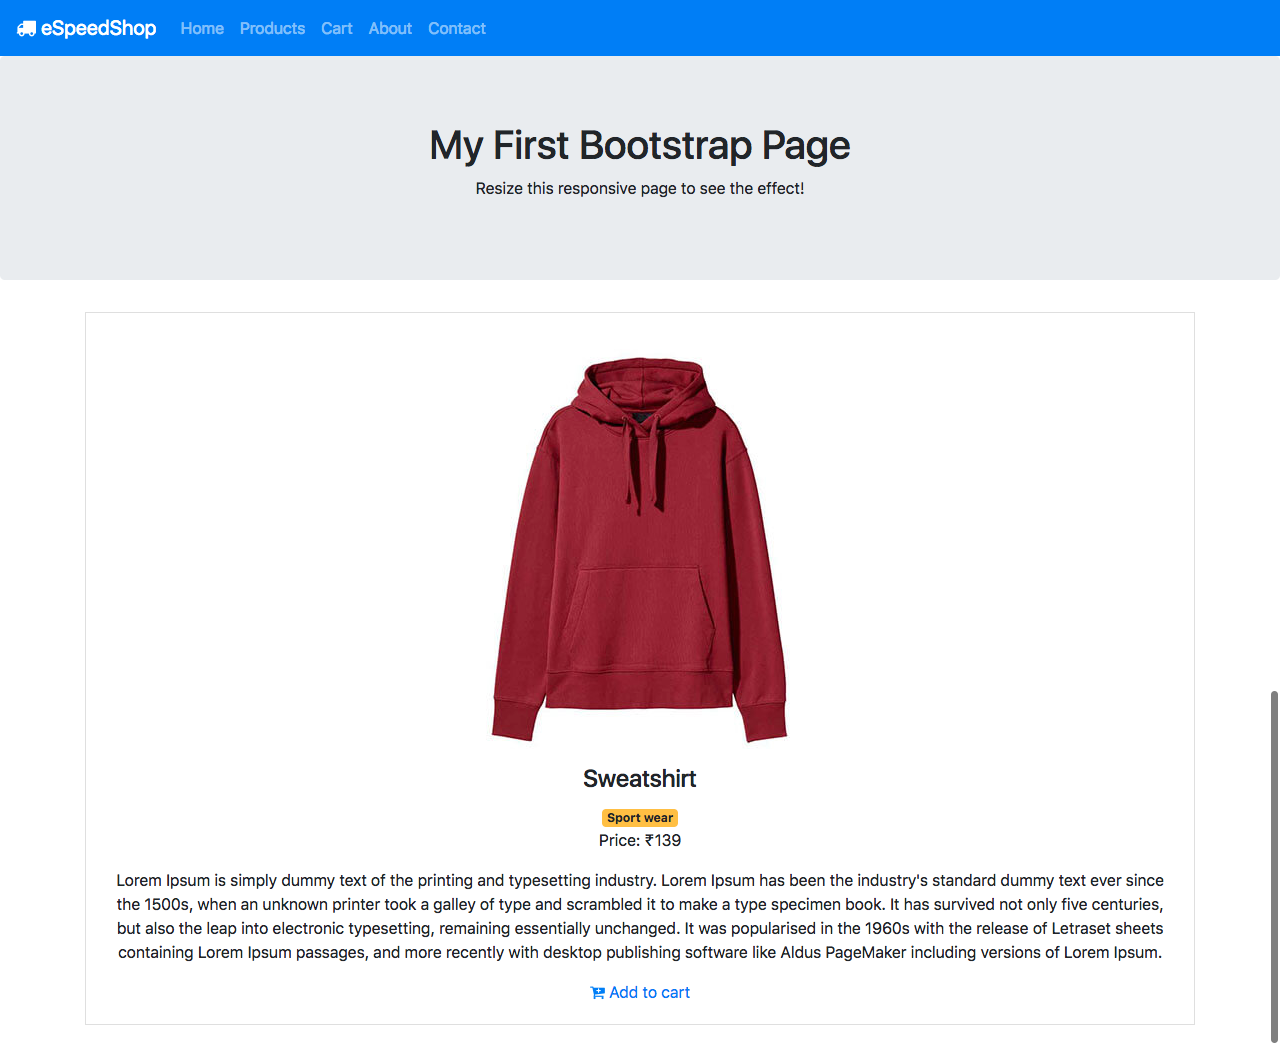 eSpeedShop Home Products Cart About Contact
My First Bootstrap Page
Resize this responsive page to see the effect!
Sweatshirt
Sport wear
Price: ₹139
Lorem Ipsum is simply dummy text of the printing and typesetting industry. Lorem Ipsum has been the industry's standard dummy text ever since
the 1500s, when an unknown printer took a galley of type and scrambled it to make a type specimen book. It has survived not only five centuries,
but also the leap into electronic typesetting, remaining essentially unchanged. It was popularised in the 1960s with the release of Letraset sheets
containing Lorem Ipsum passages, and more recently with desktop publishing software like Aldus PageMaker including versions of Lorem Ipsum.
Add to cart